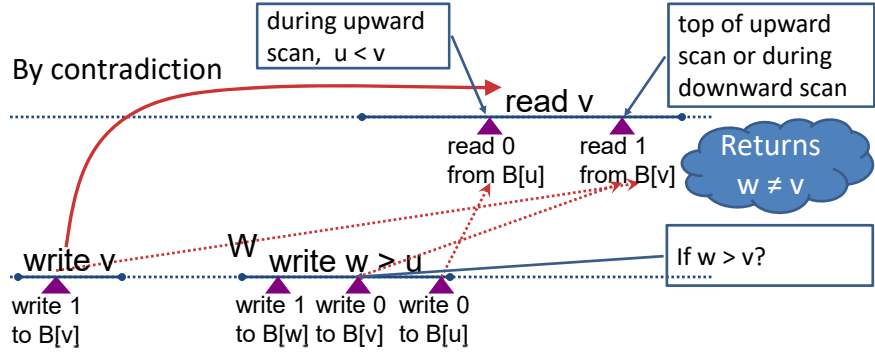 during upward
scan,  u < v
top of upward
scan or during
downward scan
By contradiction
read v
read 0
from B[u]
read 1
from B[v]
Returns
w ≠ v
write v
W
write w > u
If w > v?
write 1
to B[v]
write 1
to B[w]
write 0
to B[v]
write 0
to B[u]